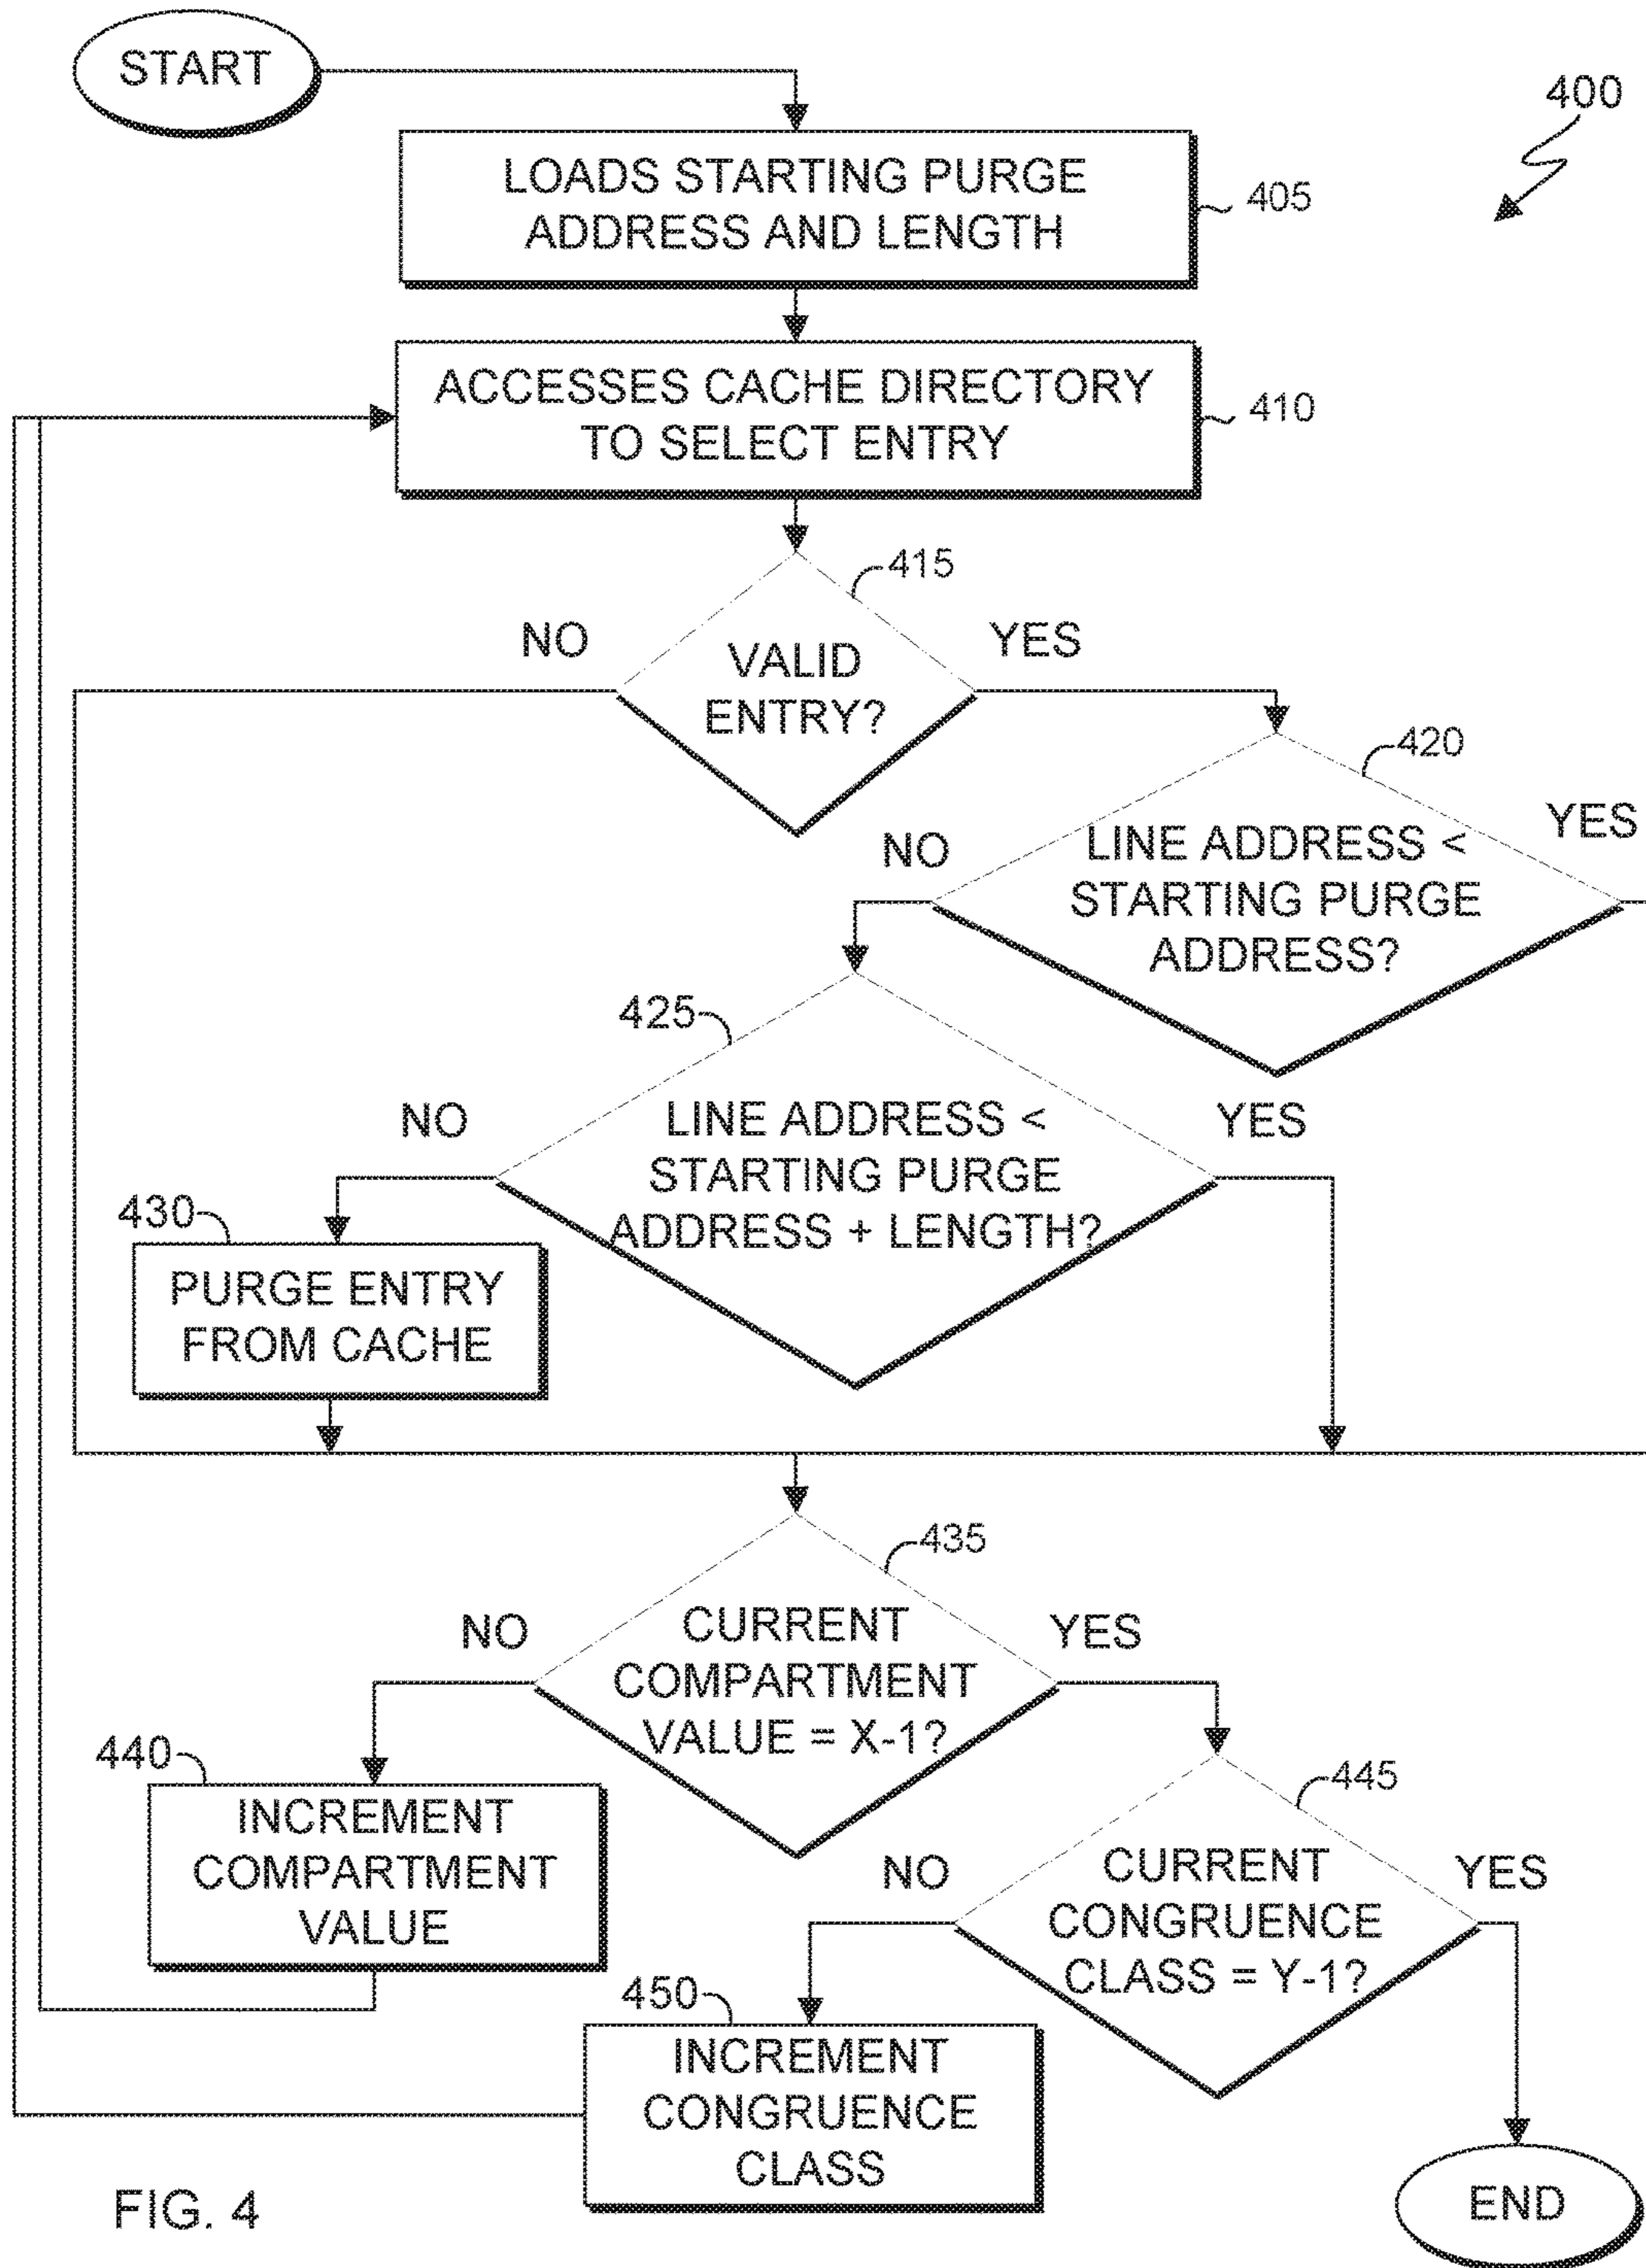 START
400
LOADS STARTING PURGE
ADDRESS AND LENGTH
405
ACCESSES CACHE DIRECTORY
TO SELECT ENTRY
410
415
NO
YES
VALID
ENTRY?
420
YES
NO
LINE ADDRESS <
STARTING PURGE
ADDRESS?
425
NO
YES
LINE ADDRESS <
STARTING PURGE
ADDRESS + LENGTH?
430
PURGE ENTRY
FROM CACHE
435
NO
YES
CURRENT
COMPARTMENT
VALUE = X-1?
440
INCREMENT
COMPARTMENT
VALUE
445
NO
YES
CURRENT
CONGRUENCE
CLASS = Y-1?
450
INCREMENT
CONGRUENCE
CLASS
END
FIG. 4